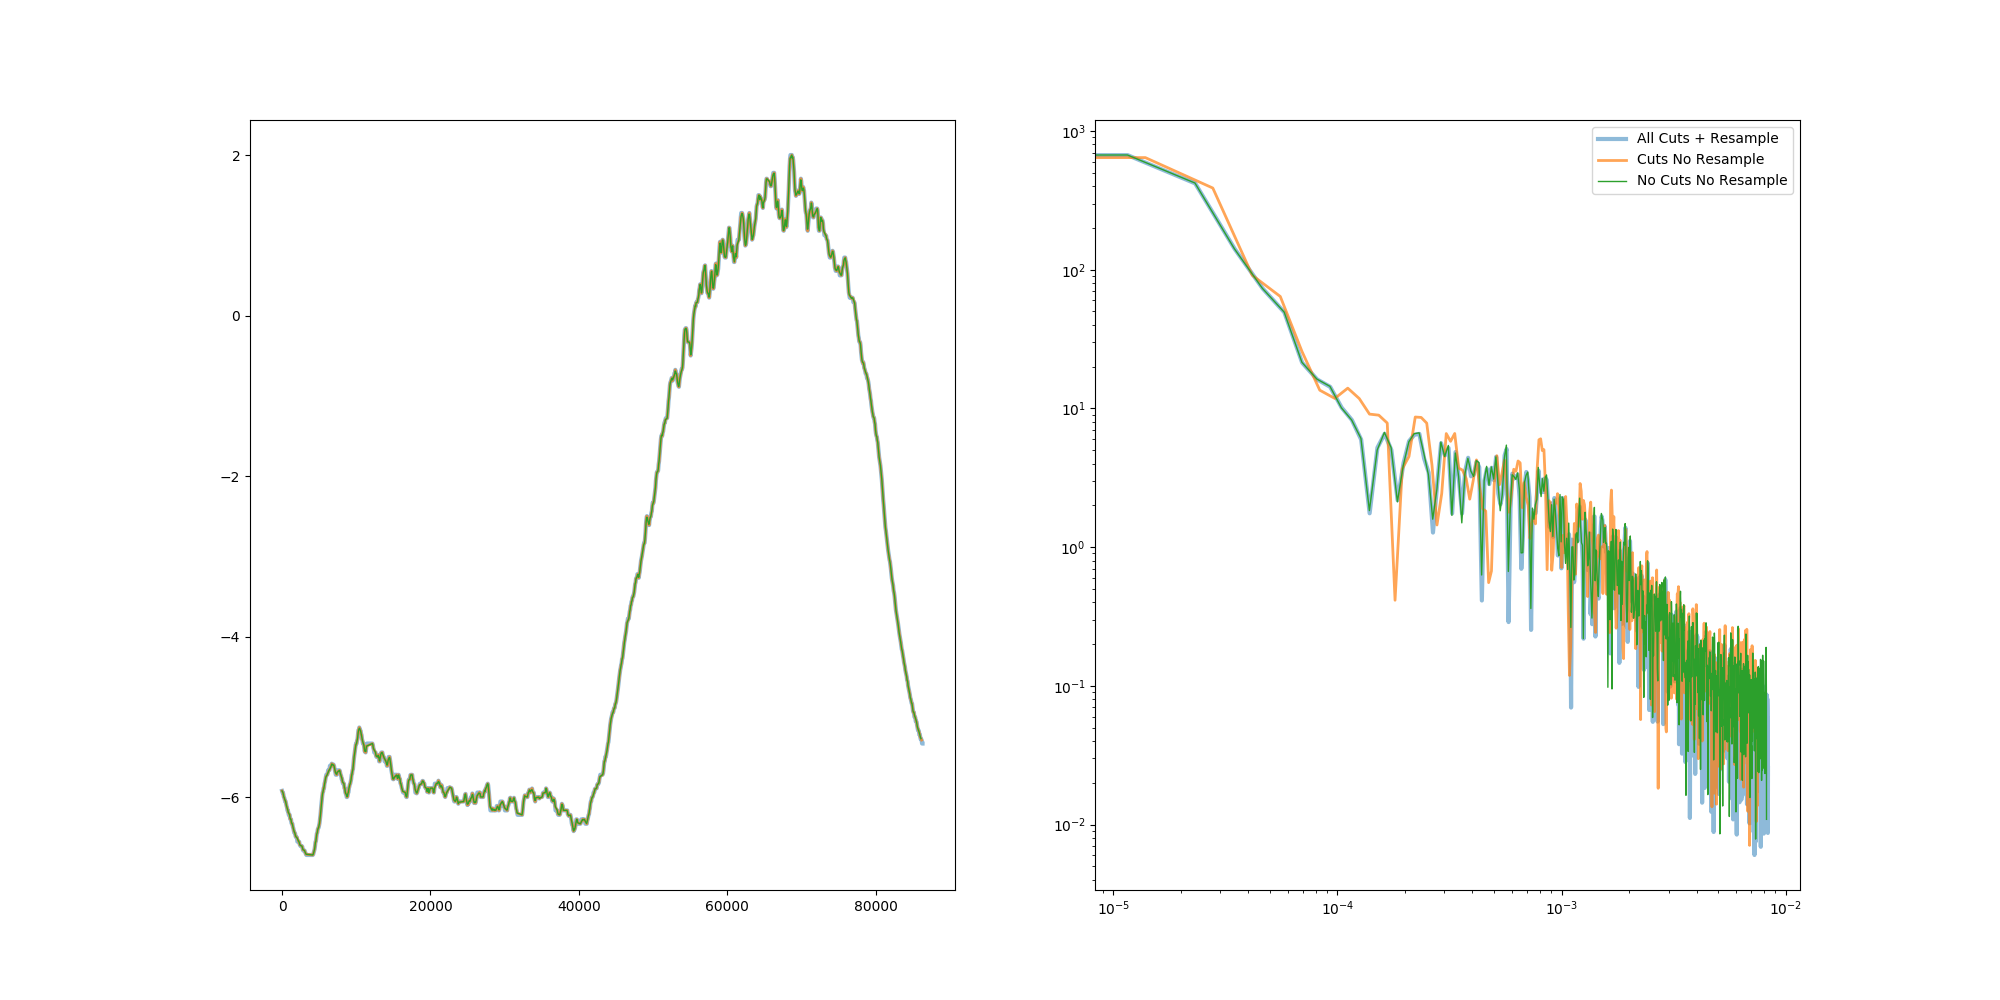 2
0
−2
−4
−6
0 20000 40000 60000 80000
10³
10²
10¹
10⁰
10⁻¹
10⁻²
10⁻⁵ 10⁻⁴ 10⁻³ 10⁻²
All Cuts + Resample
Cuts No Resample
No Cuts No Resample